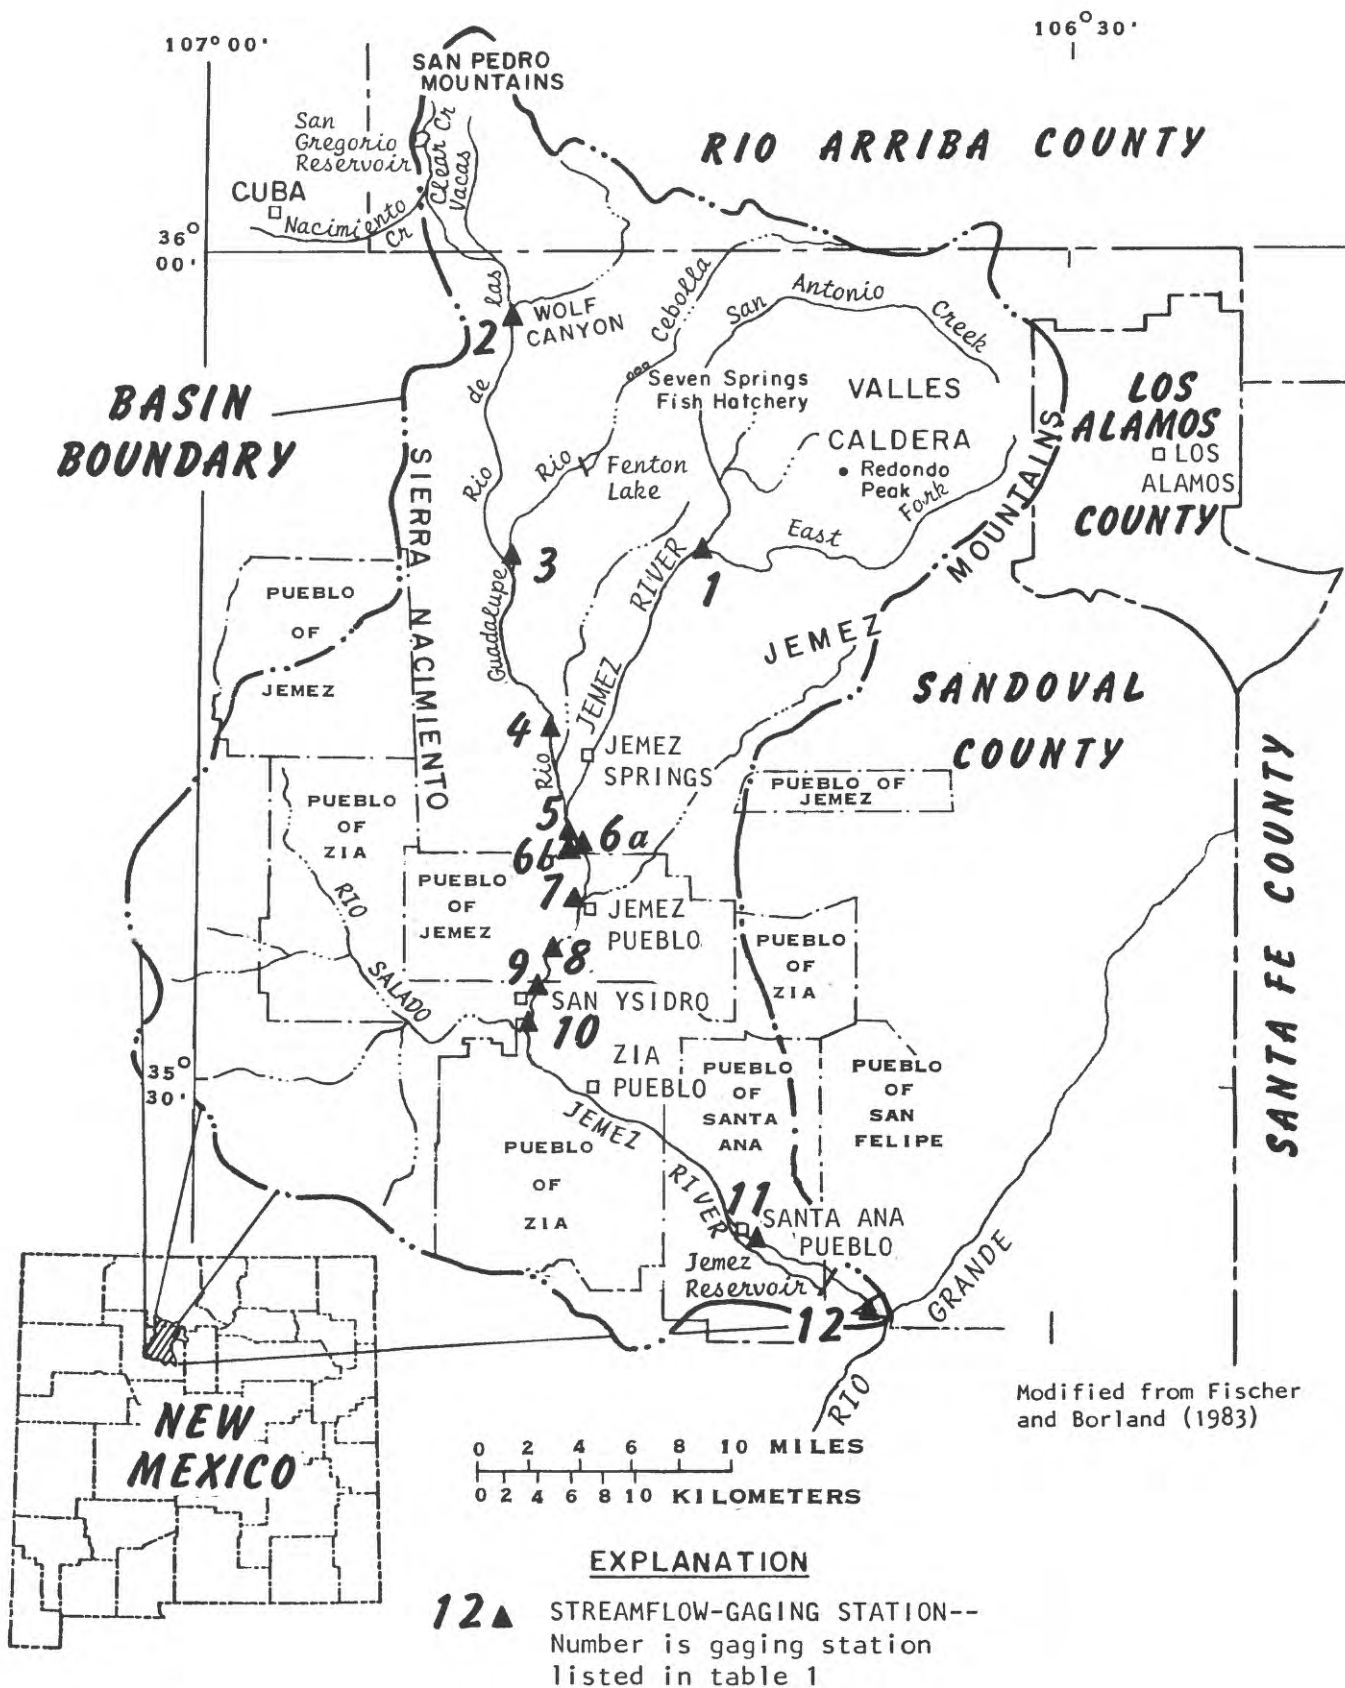 107° 00'
106° 30'
SAN PEDRO
MOUNTAINS
San
Gregorio
Reservoir
Clear Cr
Vacas
RIO ARRIBA COUNTY
CUBA
Nacimiento
Cr
36°
00'
las
WOLF
CANYON
2
de
Rio
Cebolla
San Antonio Creek
Seven Springs
Fish Hatchery
VALLES
CALDERA
Redondo
Peak
BASIN
BOUNDARY
LOS
ALAMOS
COUNTY
LOS
ALAMOS
Rio
Fenton
Lake
East Fork
SIERRA NACIMIENTO
JEMEZ MOUNTAINS
3
1
Guadalupe
JEMEZ RIVER
PUEBLO
OF
JEMEZ
SANDOVAL
COUNTY
4
Rio
JEMEZ
SPRINGS
PUEBLO OF
JEMEZ
SANTA FE COUNTY
PUEBLO
OF
ZIA
5
6a
6b
RIO
SALADO
PUEBLO
OF
JEMEZ
7
JEMEZ
PUEBLO
PUEBLO
OF
ZIA
8
9
SAN YSIDRO
10
ZIA
PUEBLO
PUEBLO
OF
SANTA
ANA
PUEBLO
OF
SAN
FELIPE
35°
30'
JEMEZ
RIVER
PUEBLO
OF
ZIA
11
SANTA ANA
PUEBLO
Jemez
Reservoir
12
RIO
GRANDE
NEW
MEXICO
Modified from Fischer
and Borland (1983)
0 2 4 6 8 10 MILES
0 2 4 6 8 10 KILOMETERS
EXPLANATION
12 STREAMFLOW-GAGING STATION--
Number is gaging station
listed in table 1